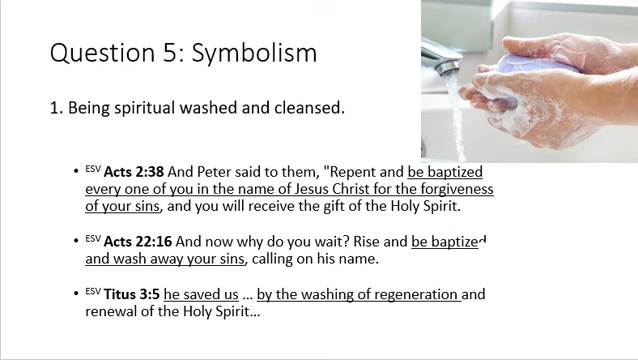 Question 5: Symbolism
1. Being spiritual washed and cleansed.
• ESV Acts 2:38 And Peter said to them, "Repent and be baptized
every one of you in the name of Jesus Christ for the forgiveness
of your sins, and you will receive the gift of the Holy Spirit.
• ESV Acts 22:16 And now why do you wait? Rise and be baptized
and wash away your sins, calling on his name.
• ESV Titus 3:5 he saved us ... by the washing of regeneration and
renewal of the Holy Spirit...